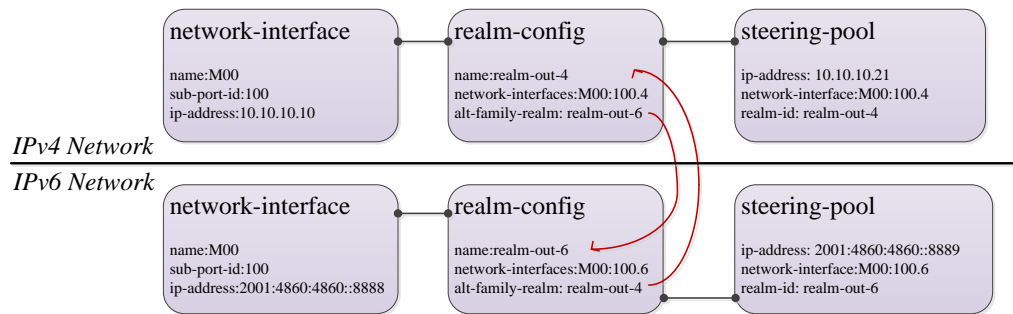 network-interface
name:M00
sub-port-id:100
ip-address:10.10.10.10
realm-config
name:realm-out-4
network-interfaces:M00:100.4
alt-family-realm: realm-out-6
steering-pool
ip-address: 10.10.10.21
network-interface:M00:100.4
realm-id: realm-out-4
IPv4 Network
IPv6 Network
network-interface
name:M00
sub-port-id:100
ip-address:2001:4860:4860::8888
realm-config
name:realm-out-6
network-interfaces:M00:100.6
alt-family-realm: realm-out-4
steering-pool
ip-address: 2001:4860:4860::8889
network-interface:M00:100.6
realm-id: realm-out-6